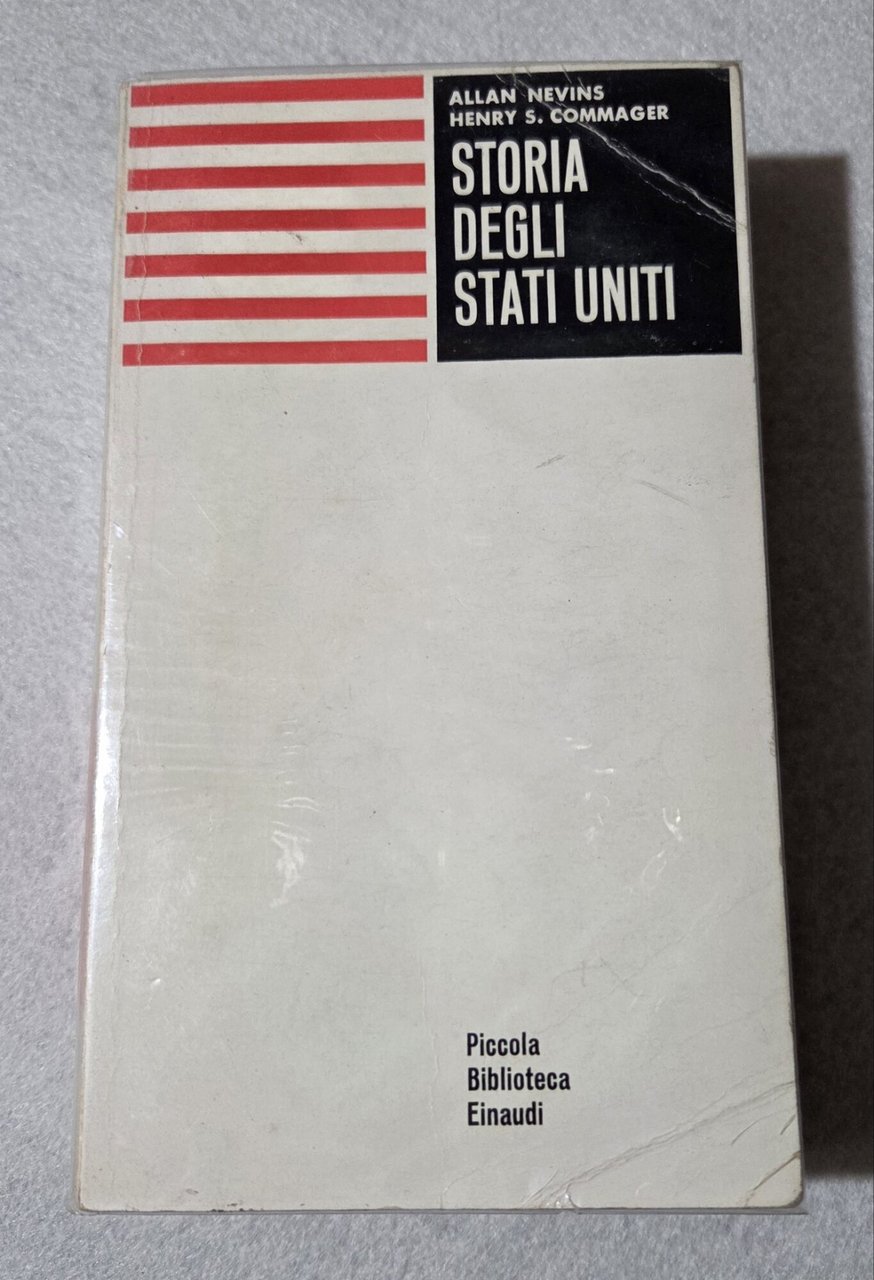 ALLAN NEVINS
HENRY S. COMMAGER
STORIA
DEGLI
STATI UNITI
Piccola
Biblioteca
Einaudi